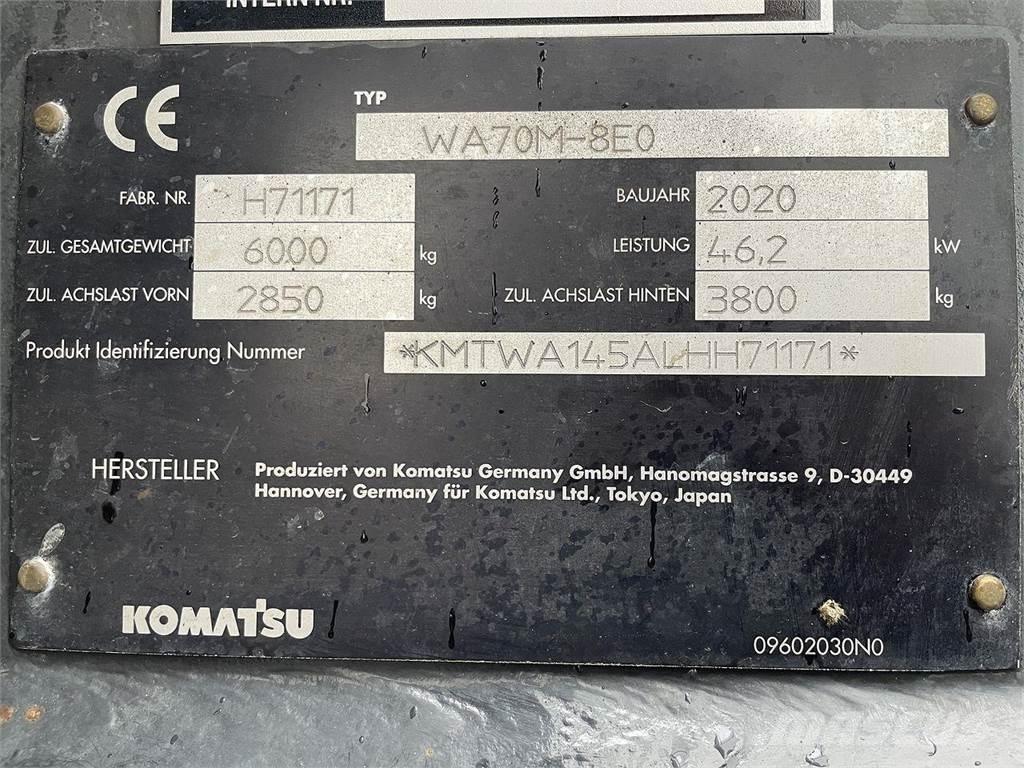 INTERN NR.
CE
TYP WA70M-8E0
FABR. NR. H71171 BAUJAHR 2020
ZUL. GESAMTGEWICHT 6000 kg LEISTUNG 46,2 kW
ZUL. ACHSLAST VORN 2850 kg ZUL. ACHSLAST HINTEN 3800 kg
Produkt Identifizierung Nummer *KMTWA145ALHH71171*
HERSTELLER Produziert von Komatsu Germany GmbH, Hanomagstrasse 9, D-30449
Hannover, Germany für Komatsu Ltd., Tokyo, Japan
KOMATSU
09602030N0